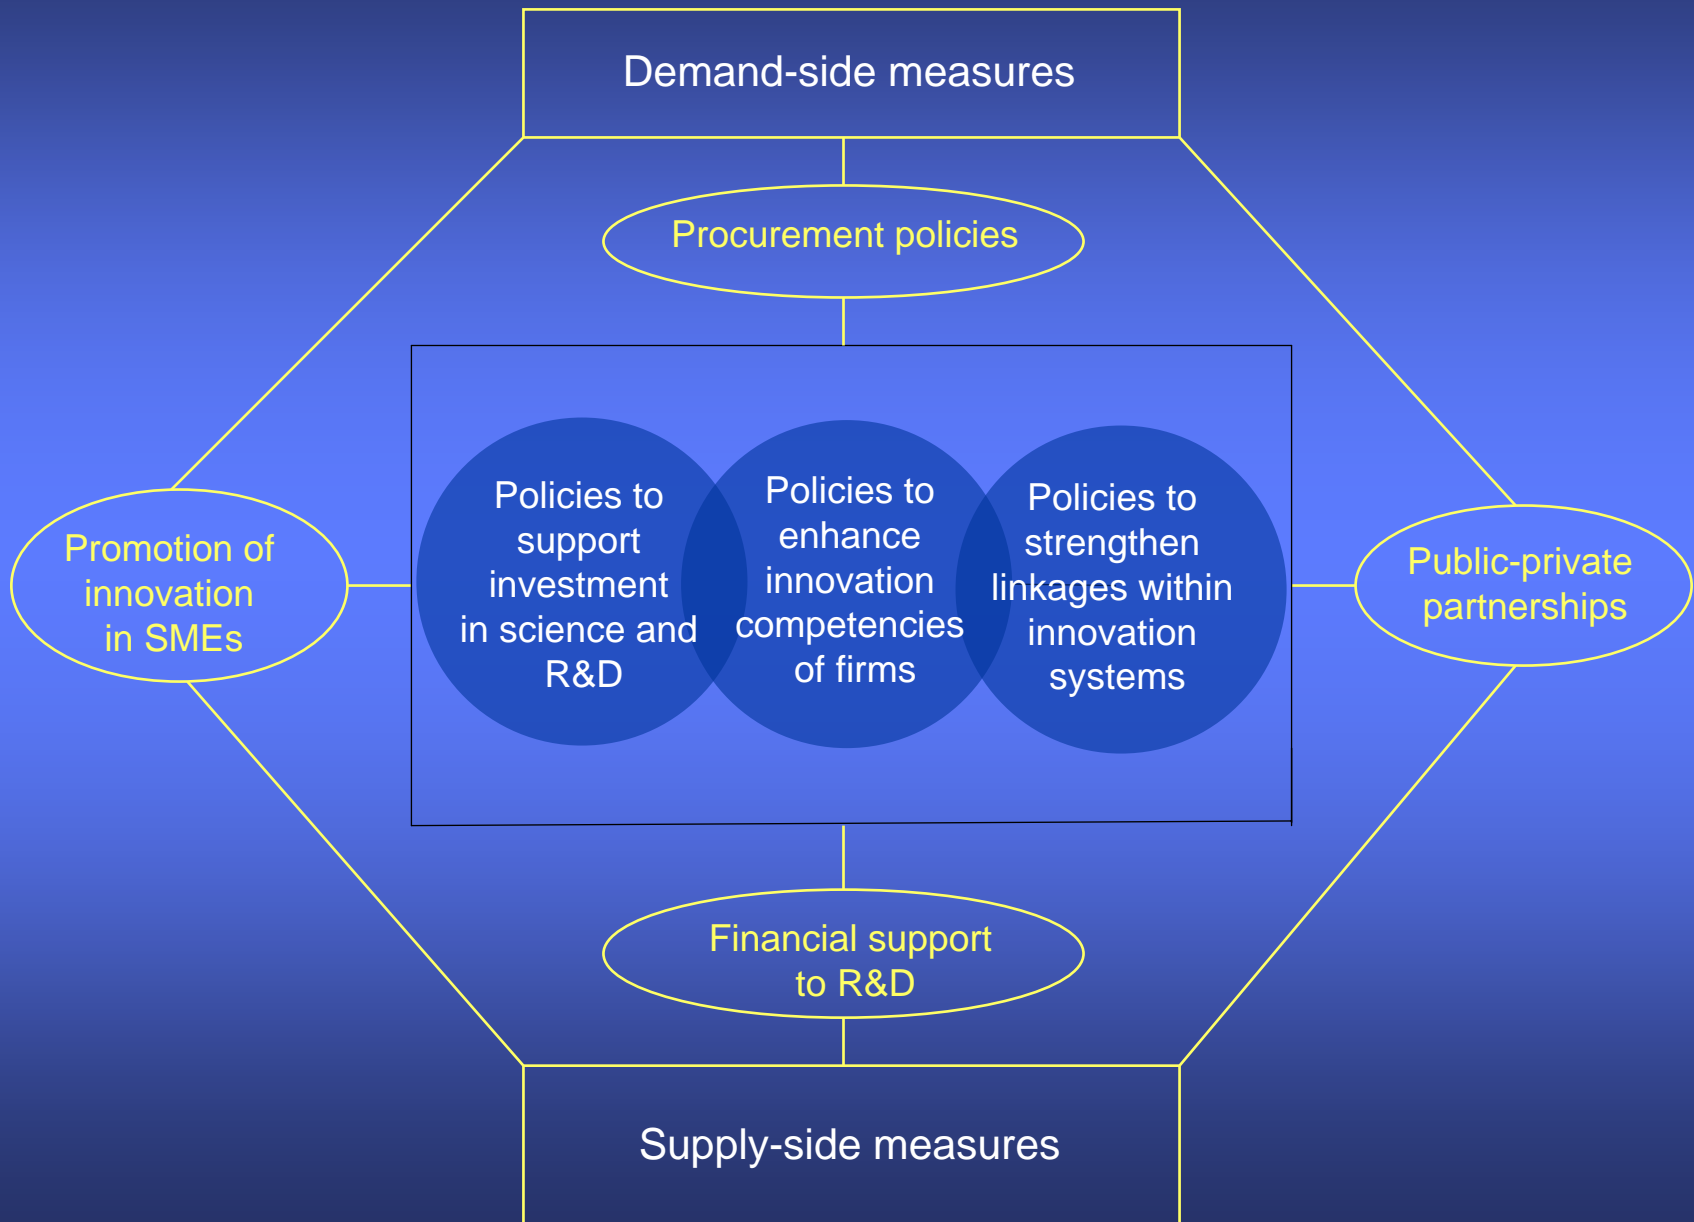 Demand-side measures
Procurement policies
Promotion of
innovation
in SMEs
Policies to
support
investment
in science and
R&D
Policies to
enhance
innovation
competencies
of firms
Policies to
strengthen
linkages within
innovation
systems
Public-private
partnerships
Financial support
to R&D
Supply-side measures